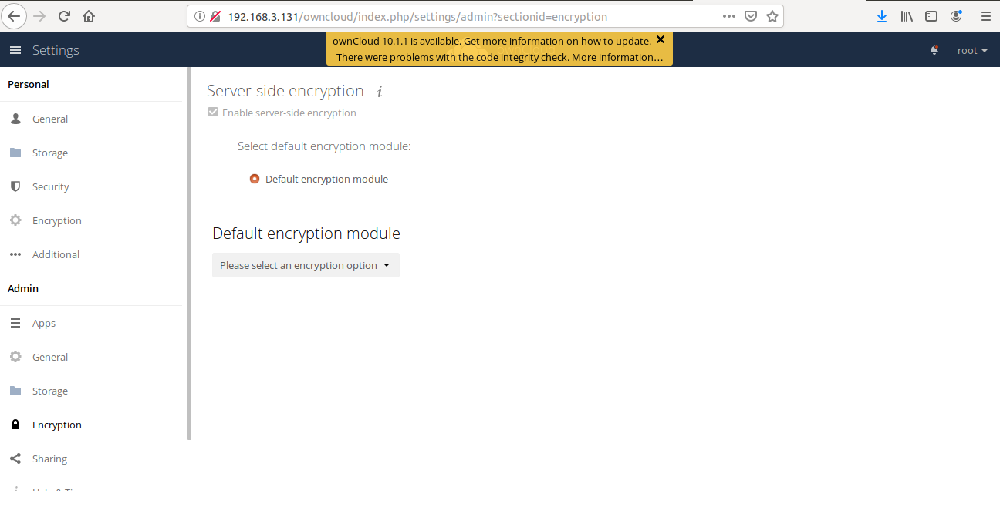 192.168.3.131/owncloud/index.php/settings/admin?sectionid=encryption
ownCloud 10.1.1 is available. Get more information on how to update.
There were problems with the code integrity check. More information…
Settings
root
Personal
General
Storage
Security
Encryption
Additional
Admin
Apps
General
Storage
Encryption
Sharing
Server-side encryption
Enable server-side encryption
Select default encryption module:
Default encryption module
Default encryption module
Please select an encryption option